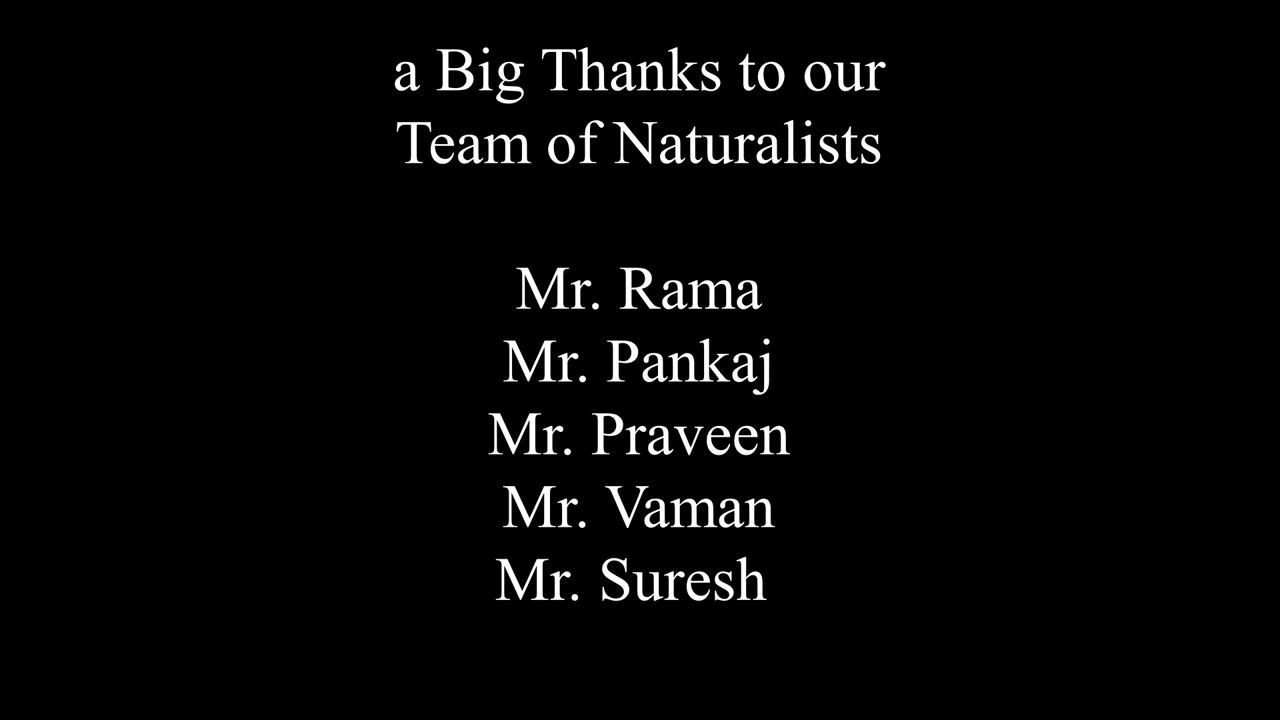 a Big Thanks to our
Team of Naturalists
Mr. Rama
Mr. Pankaj
Mr. Praveen
Mr. Vaman
Mr. Suresh